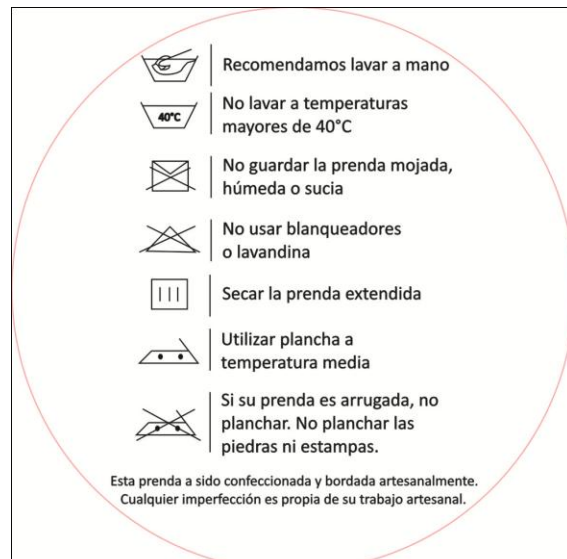 Recomendamos lavar a mano
40°C
No lavar a temperaturas
mayores de 40°C
No guardar la prenda mojada,
húmeda o sucia
No usar blanqueadores
o lavandina
Secar la prenda extendida
Utilizar plancha a
temperatura media
Si su prenda es arrugada, no
planchar. No planchar las
piedras ni estampas.
Esta prenda a sido confeccionada y bordada artesanalmente.
Cualquier imperfección es propia de su trabajo artesanal.